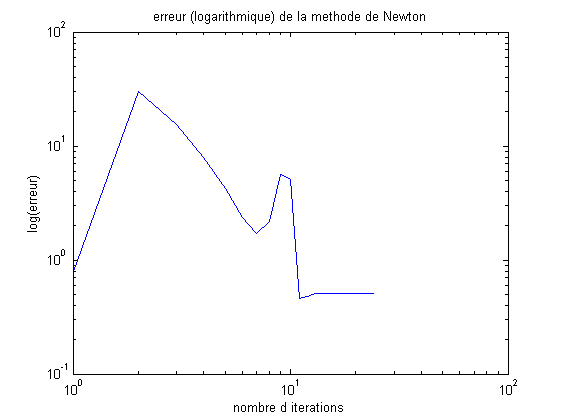 erreur (logarithmique) de la methode de Newton
10^2
10^1
10^0
10^-1
log(erreur)
10^0
10^1
10^2
nombre d iterations